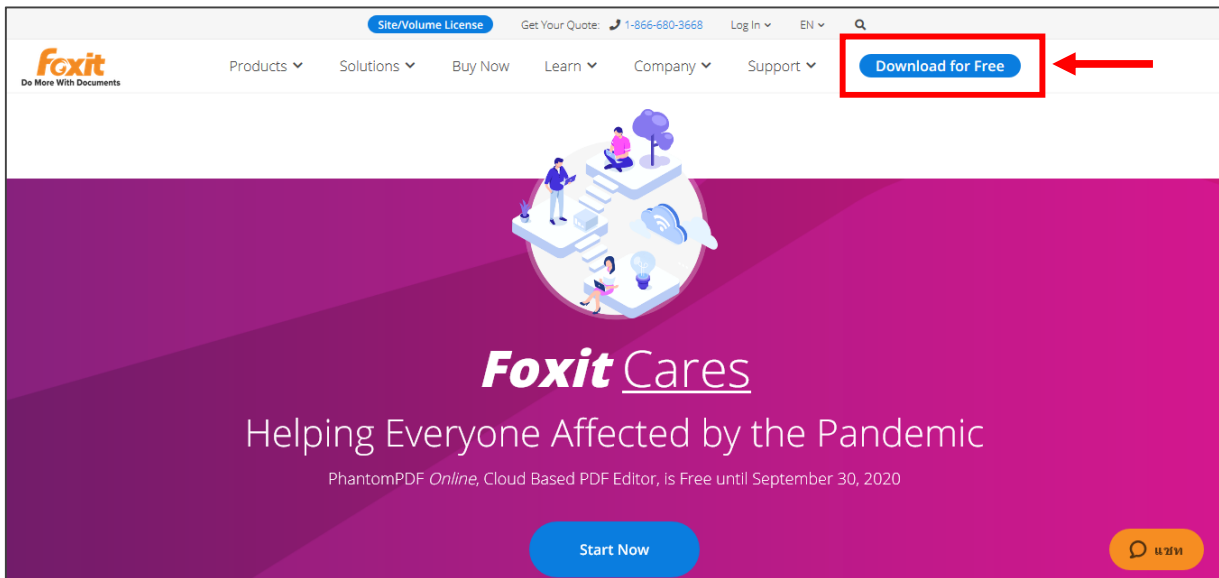 Site/Volume License Get Your Quote: 1-866-680-3668 Log In EN
Foxit
Do More With Documents
Products Solutions Buy Now Learn Company Support Download for Free
Foxit Cares
Helping Everyone Affected by the Pandemic
PhantomPDF Online, Cloud Based PDF Editor, is Free until September 30, 2020
Start Now
แชท